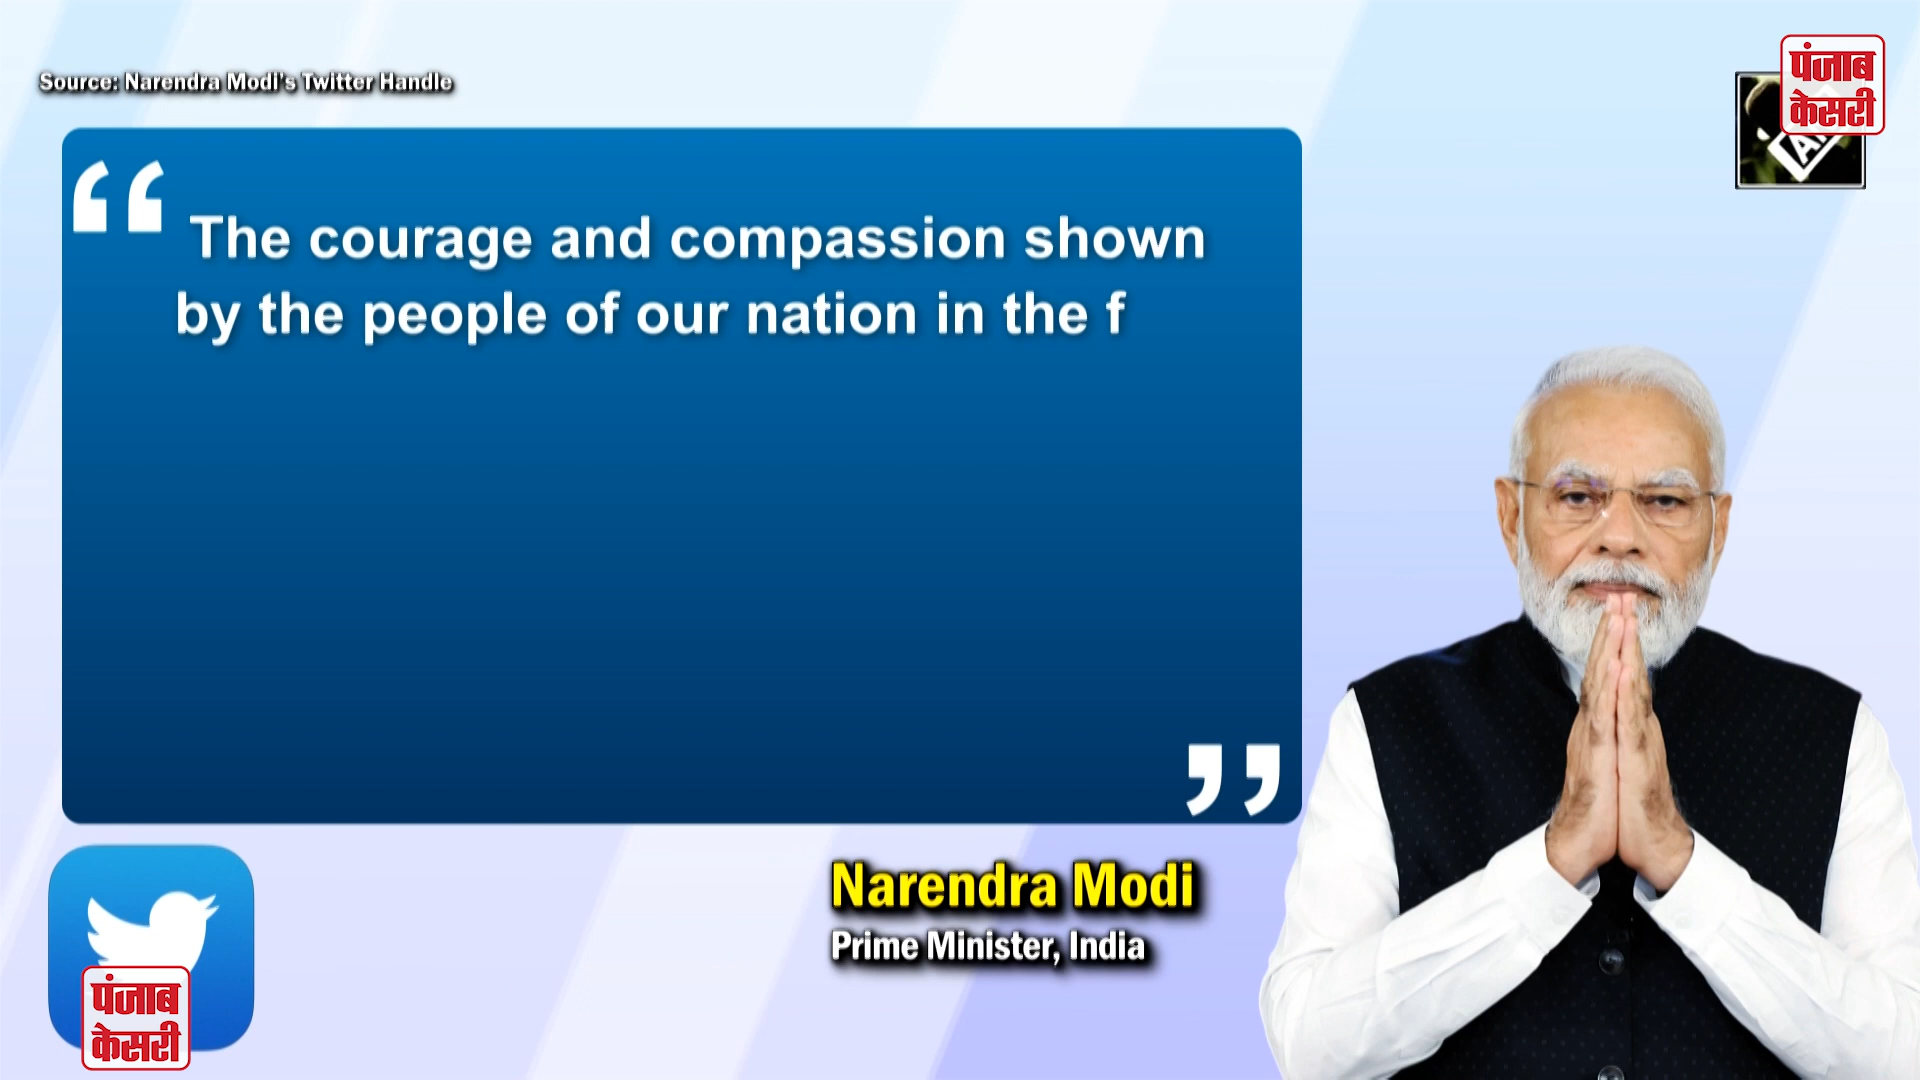 Source: Narendra Modi's Twitter Handle
पंजाब
केसरी
“ The courage and compassion shown
by the people of our nation in the f
”
Narendra Modi
Prime Minister, India
पंजाब
केसरी